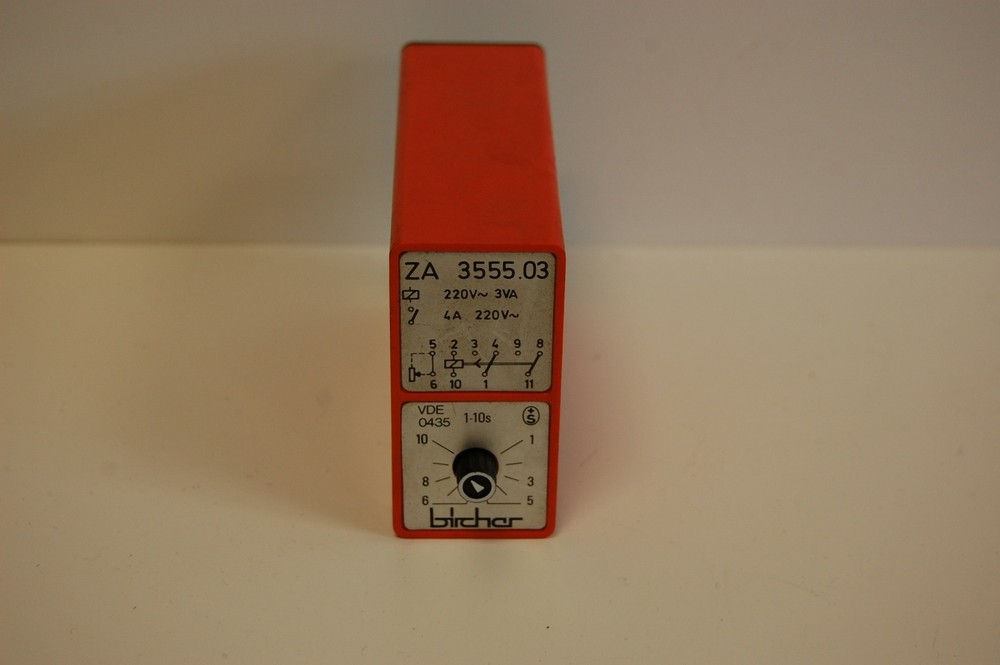 ZA 3555.03
220V~ 3VA
4A 220V~
5 2 3 4 9 8
6 10 1 11
VDE
0435 1-10s +S
10 1
8 3
6 5
bircher